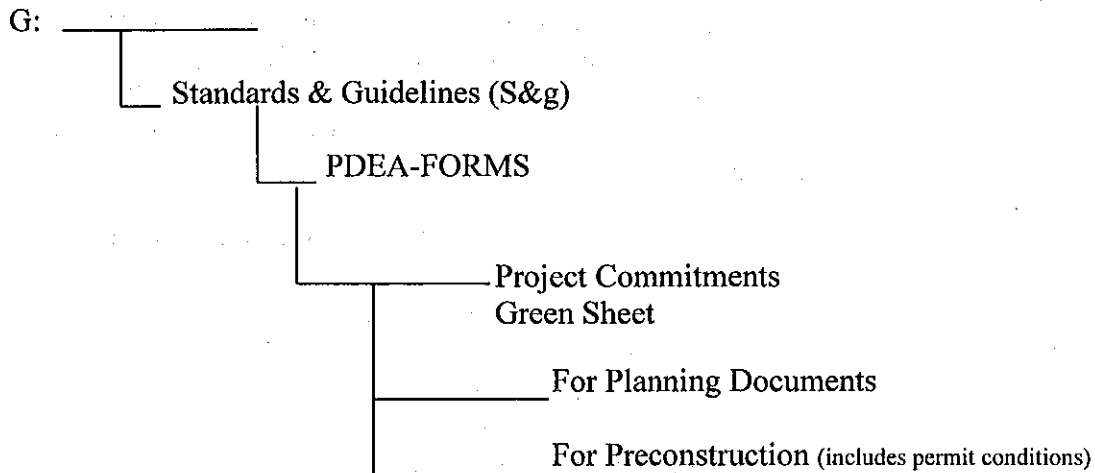 G:
Standards & Guidelines (S&g)
PDEA-FORMS
Project Commitments
Green Sheet
For Planning Documents
For Preconstruction (includes permit conditions)